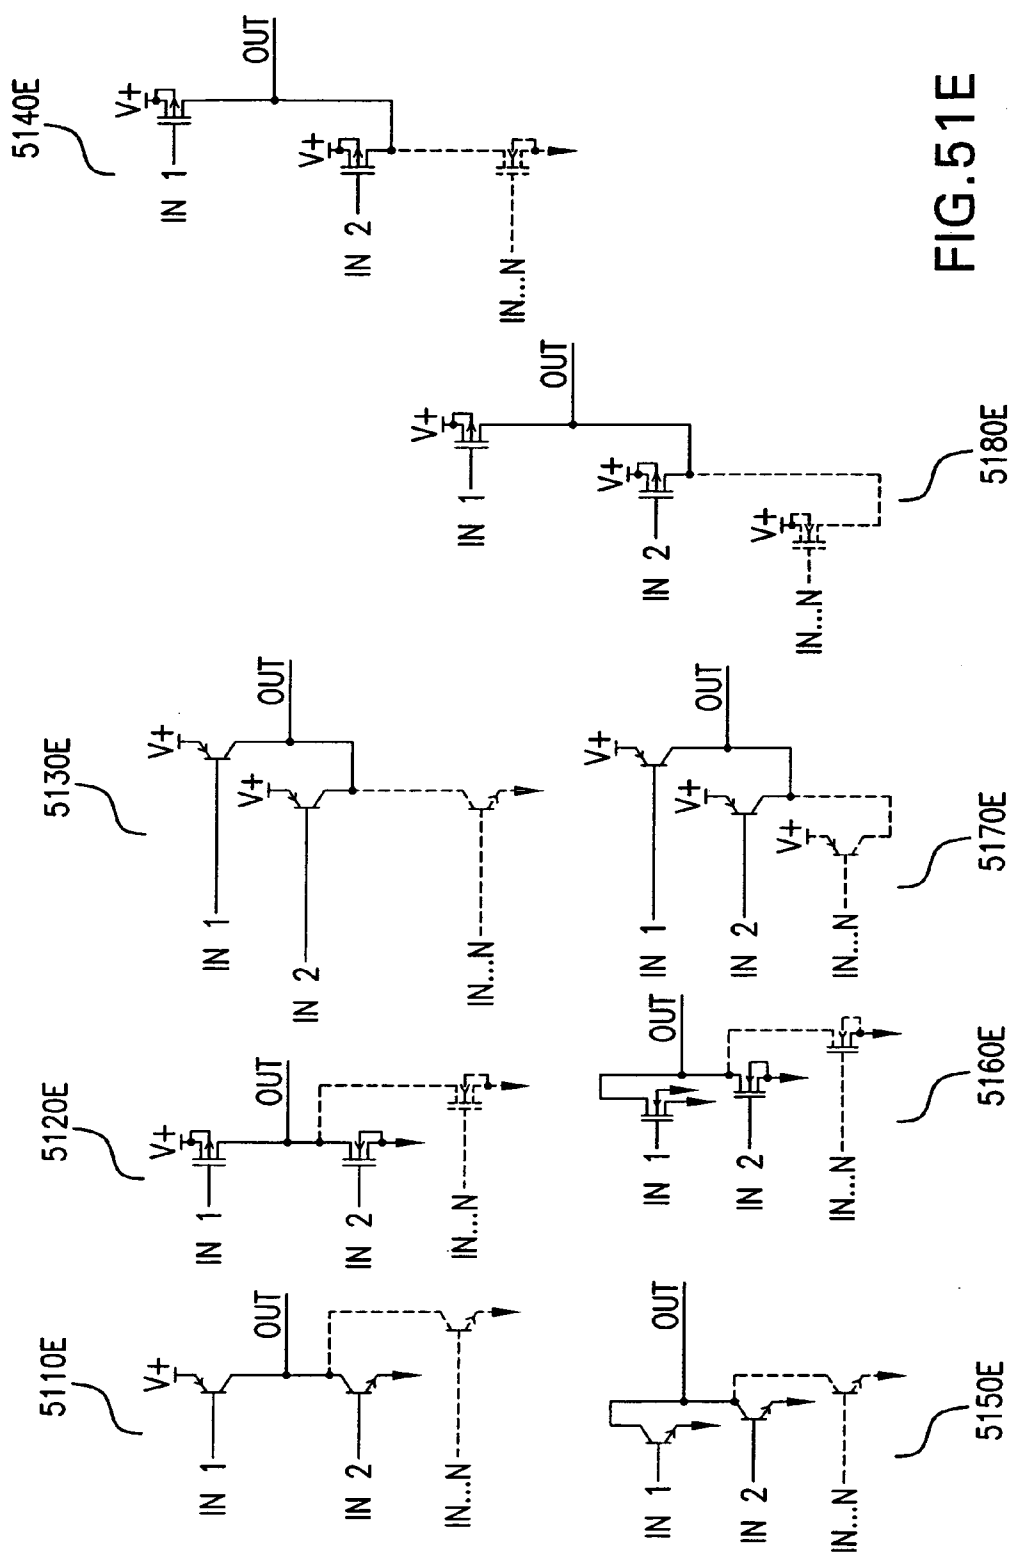 5110E
V+
IN 1
OUT
IN 2
IN...N
5120E
V+
IN 1
OUT
IN 2
IN...N
5130E
V+
IN 1
OUT
V+
IN 2
IN...N
5140E
V+
IN 1
OUT
V+
IN 2
IN...N
5150E
IN 1
OUT
IN 2
IN...N
5160E
IN 1
OUT
IN 2
IN...N
5170E
V+
IN 1
OUT
V+
IN 2
V+
IN...N
5180E
V+
IN 1
OUT
V+
IN 2
V+
IN...N
FIG.51E